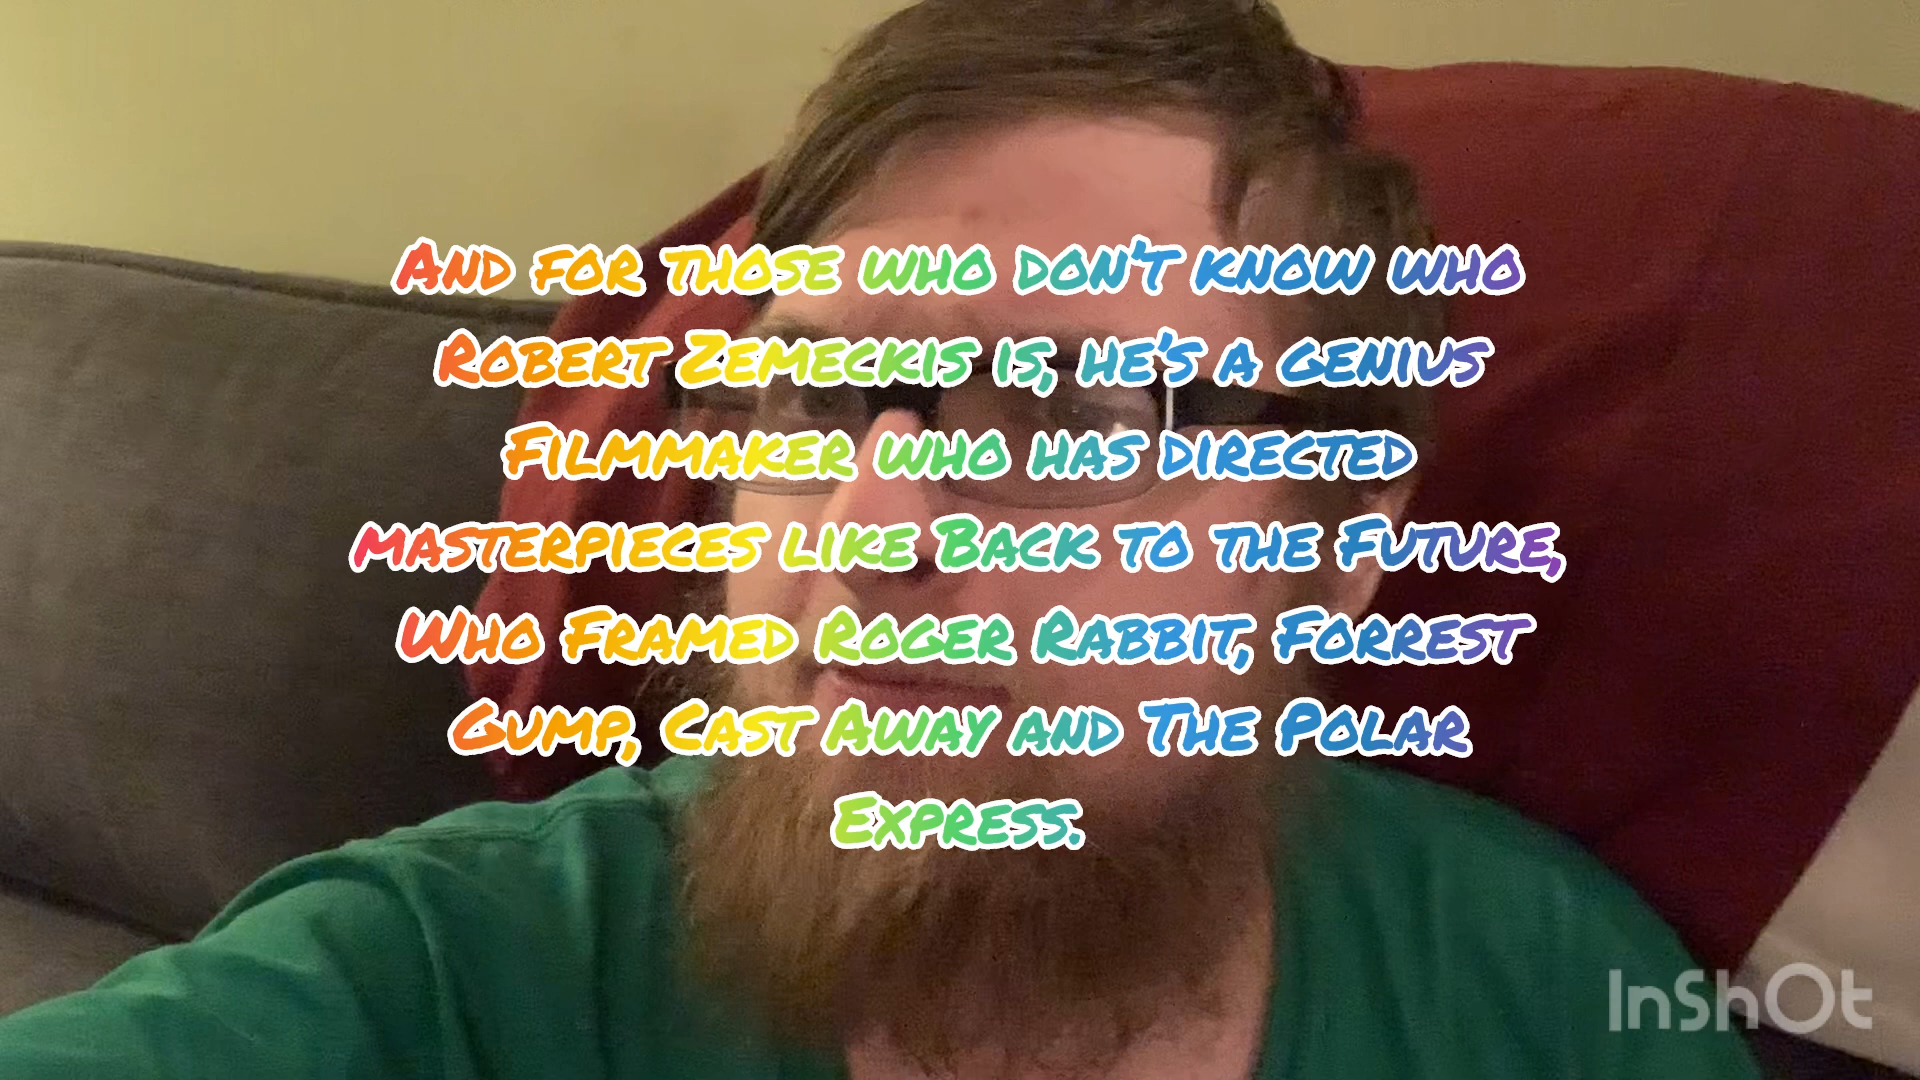 And for those who don't know who
Robert Zemeckis is, he's a genius
Filmmaker who has directed
masterpieces like Back to the Future,
Who Framed Roger Rabbit, Forrest
Gump, Cast Away and The Polar
Express.
InShOt